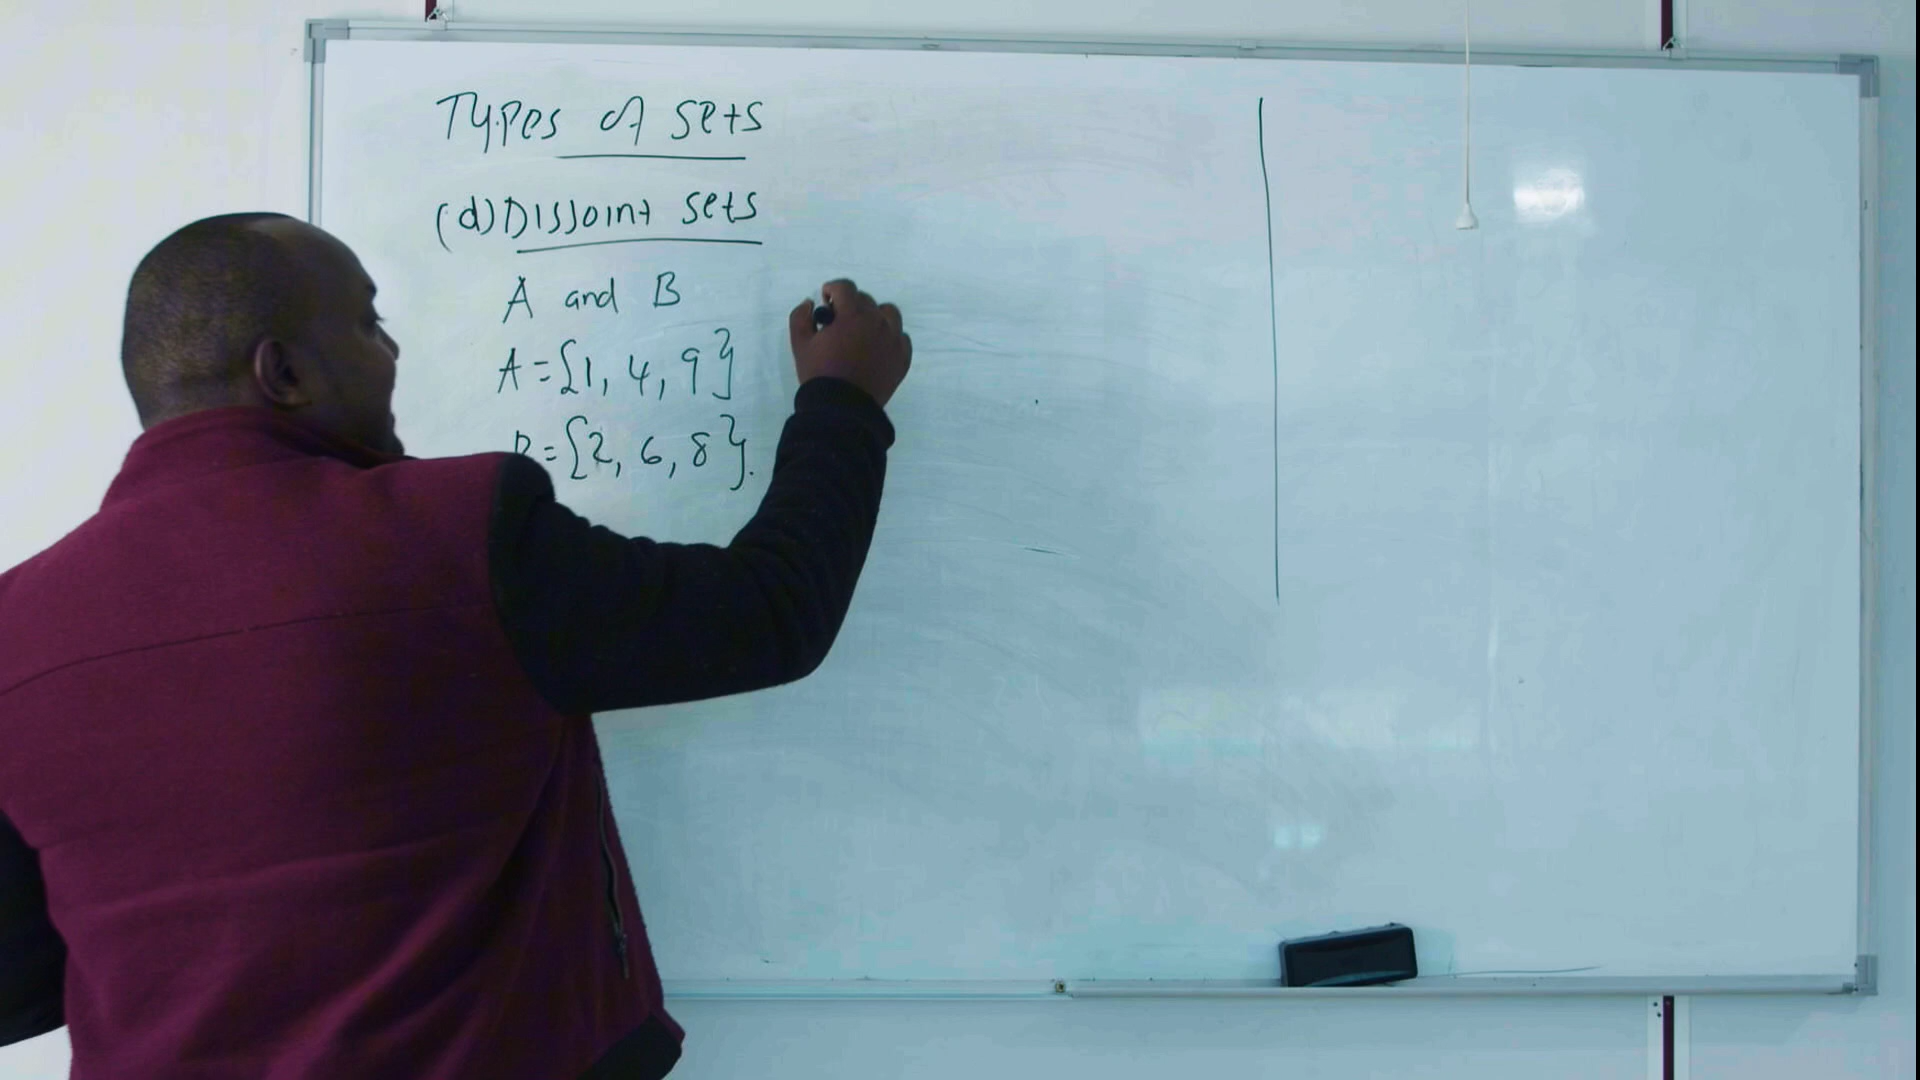 Types of sets
(d) Disjoint sets
A and B
A = {1, 4, 9}
B = {2, 6, 8}.